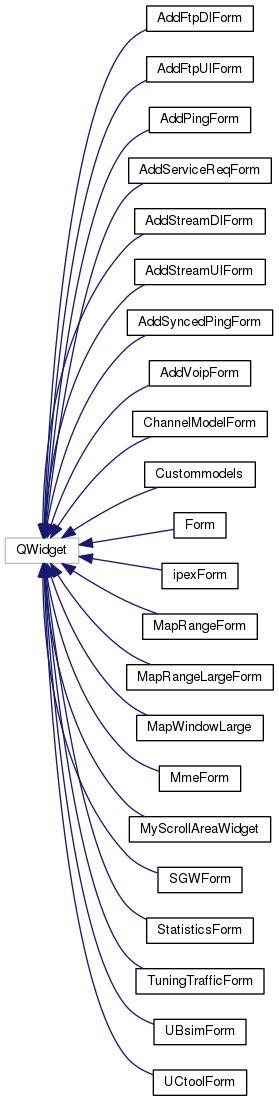 AddFtpDlForm
AddFtpUlForm
AddPingForm
AddServiceReqForm
AddStreamDlForm
AddStreamUlForm
AddSyncedPingForm
AddVoipForm
ChannelModelForm
Custommodels
Form
QWidget
ipexForm
MapRangeForm
MapRangeLargeForm
MapWindowLarge
MmeForm
MyScrollAreaWidget
SGWForm
StatisticsForm
TuningTrafficForm
UBsimForm
UCtoolForm